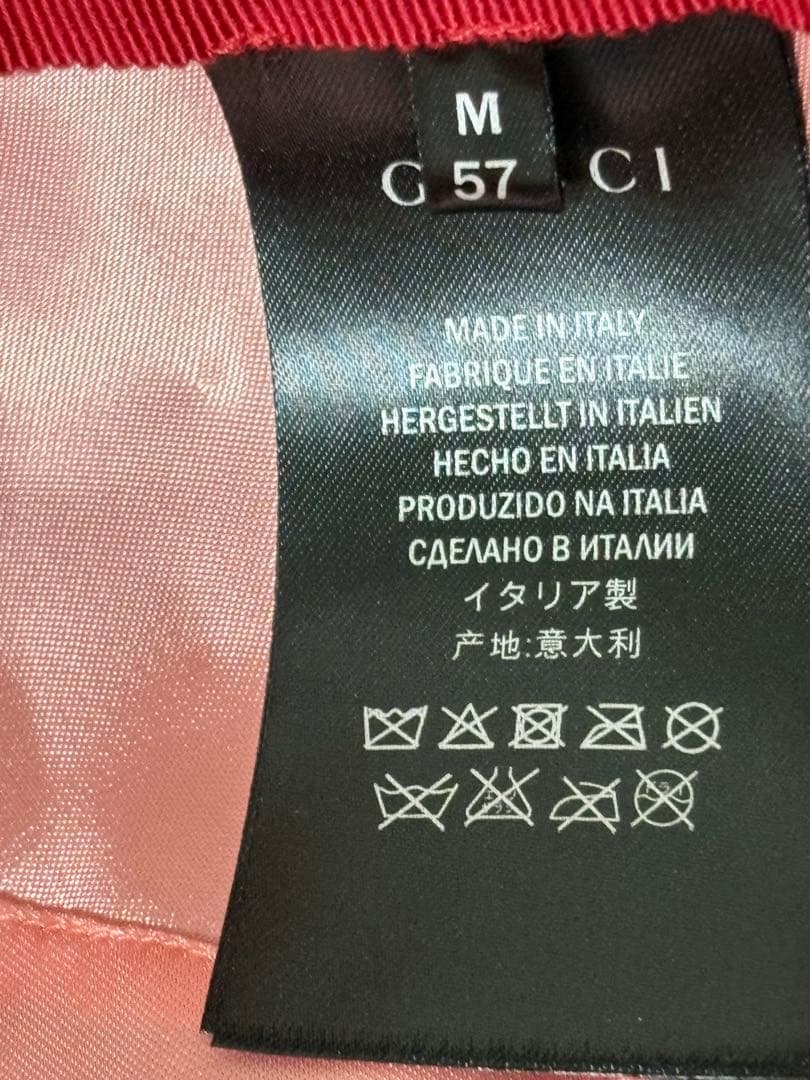 M
57
G CI
MADE IN ITALY
FABRIQUE EN ITALIE
HERGESTELLT IN ITALIEN
HECHO EN ITALIA
PRODUZIDO NA ITALIA
СДЕЛАНО В ИТАЛИИ
イタリア製
产地:意大利